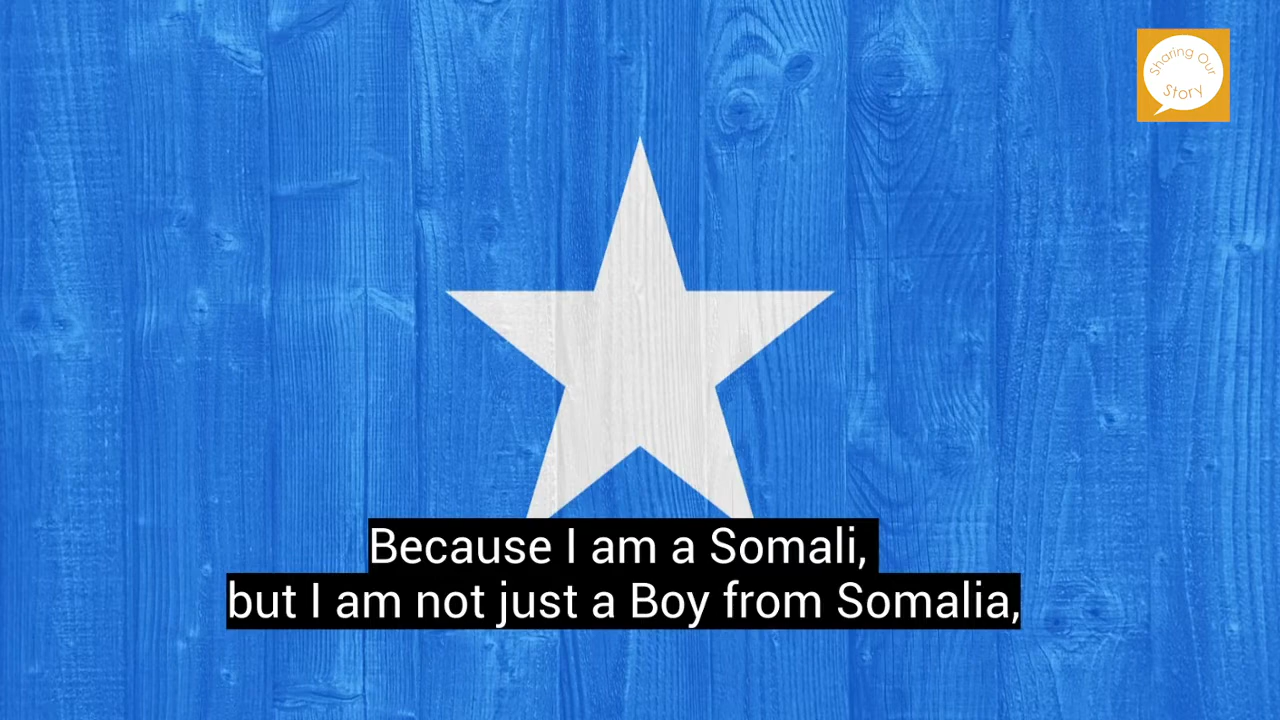 Sharing Our
Story
Because I am a Somali,
but I am not just a Boy from Somalia,